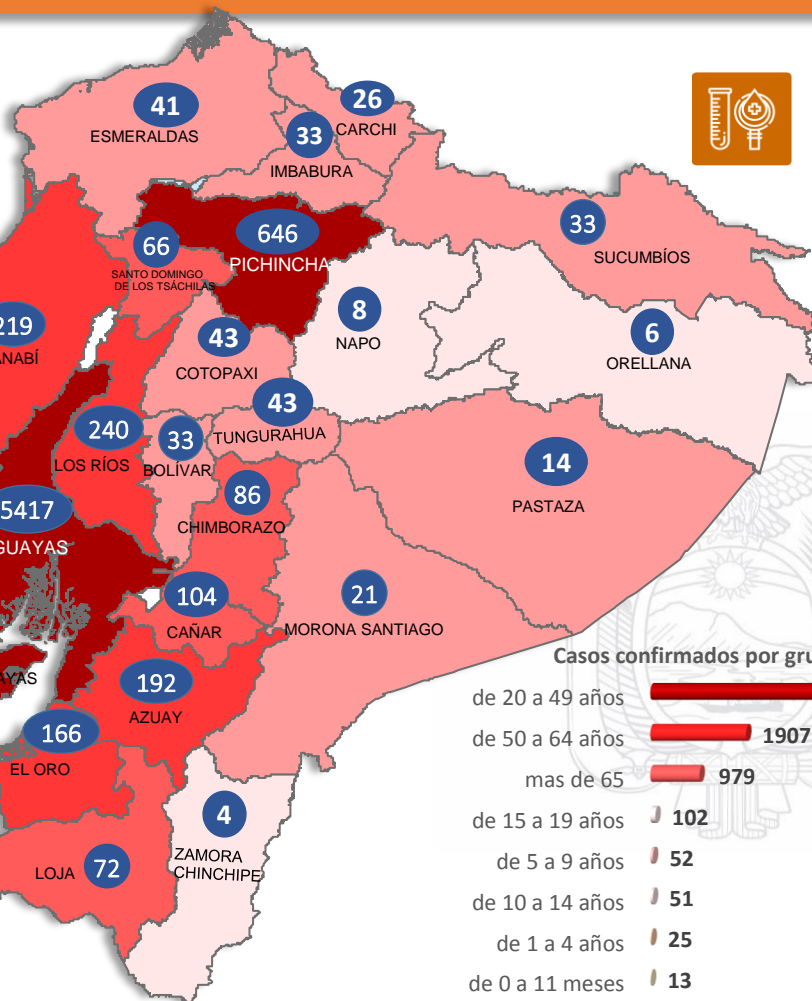 41
ESMERALDAS
26
CARCHI
33
IMBABURA
646
PICHINCHA
33
SUCUMBÍOS
66
SANTO DOMINGO
DE LOS TSÁCHILAS
8
NAPO
6
ORELLANA
219
ANABÍ
43
COTOPAXI
43
TUNGURAHUA
240
LOS RÍOS
33
BOLÍVAR
14
PASTAZA
86
CHIMBORAZO
5417
GUAYAS
104
CAÑAR
21
MORONA SANTIAGO
AYAS
192
AZUAY
166
EL ORO
4
ZAMORA
CHINCHIPE
LOJA 72
Casos confirmados por gru
de 20 a 49 años
de 50 a 64 años 1907
mas de 65 979
de 15 a 19 años 102
de 5 a 9 años 52
de 10 a 14 años 51
de 1 a 4 años 25
de 0 a 11 meses 13